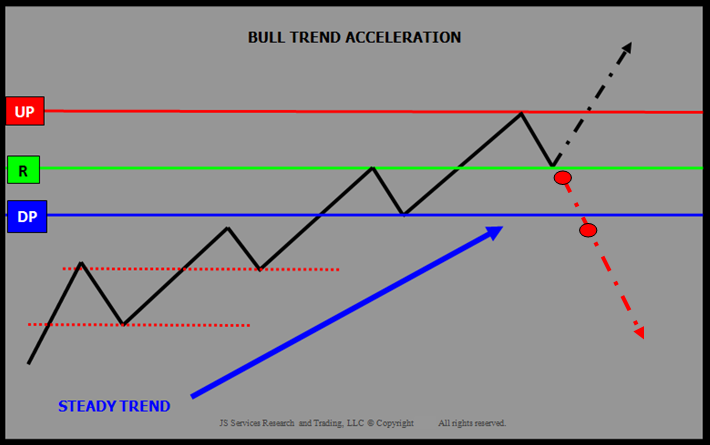 BULL TREND ACCELERATION
UP
R
DP
STEADY TREND
JS Services Research and Trading, LLC © Copyright All rights reserved.